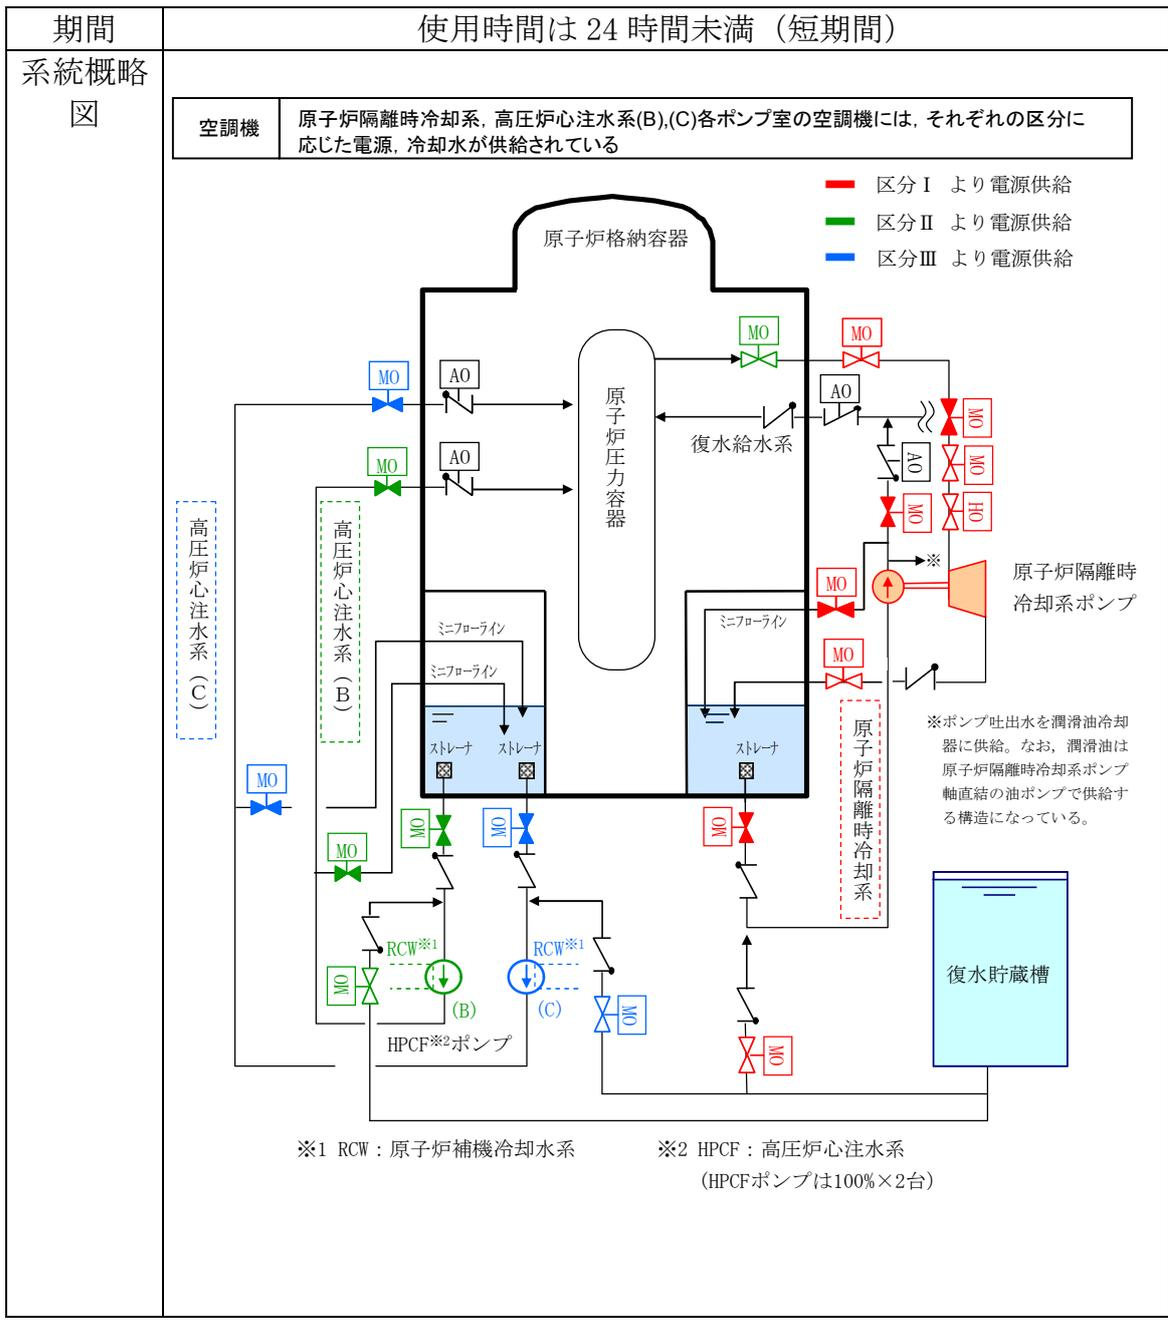 期間
使用時間は 24 時間未満（短期間）
系統概略
図
空調機
原子炉隔離時冷却系，高圧炉心注水系(B),(C)各ポンプ室の空調機には，それぞれの区分に
応じた電源，冷却水が供給されている
区分Ⅰ より電源供給
区分Ⅱ より電源供給
区分Ⅲ より電源供給
原子炉格納容器
MO
MO
MO
AO
AO
原子炉圧力容器
復水給水系
MO
MO
AO
AO
MO
MO
HO
高圧炉心注水系（C）
高圧炉心注水系（B）
※
MO
原子炉隔離時
冷却系ポンプ
ミニフローライン
ミニフローライン
ミニフローライン
MO
ストレーナ
ストレーナ
ストレーナ
原子炉隔離時冷却系
※ポンプ吐出水を潤滑油冷却
器に供給。なお，潤滑油は
原子炉隔離時冷却系ポンプ
軸直結の油ポンプで供給す
る構造になっている。
MO
MO
MO
MO
MO
RCW※1
RCW※1
MO
(B)
(C)
MO
復水貯蔵槽
HPCF※2ポンプ
MO
※1 RCW：原子炉補機冷却水系
※2 HPCF：高圧炉心注水系
(HPCFポンプは100%×2台)